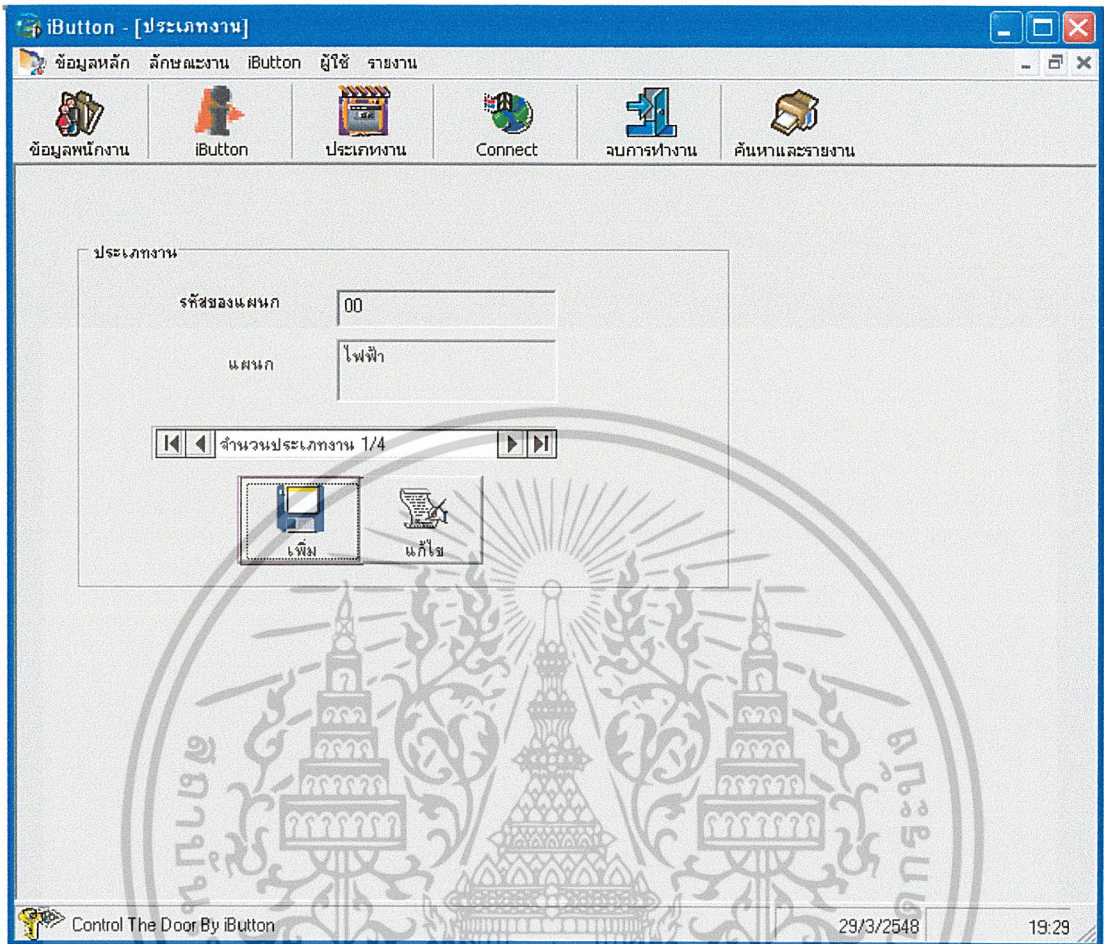 iButton - [ประเภทงาน]
ข้อมูลหลัก ลักษณะงาน iButton ผู้ใช้ รายงาน
ข้อมูลพนักงาน iButton ประเภทงาน Connect จบการทำงาน ค้นหาและรายงาน
ประเภทงาน
รหัสของแผนก 00
แผนก ไฟฟ้า
จำนวนประเภทงาน 1/4
เพิ่ม แก้ไข
Control The Door By iButton 29/3/2548 19:29